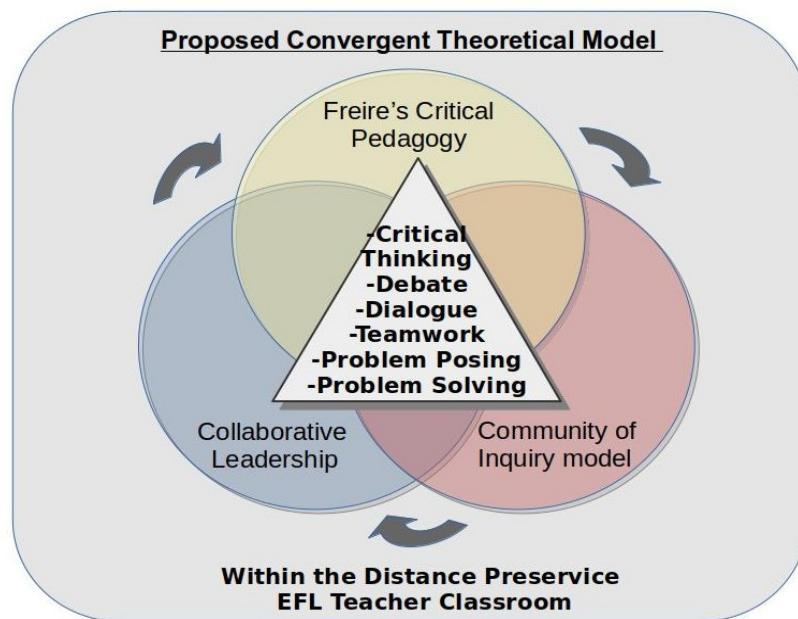 Proposed Convergent Theoretical Model
Freire’s Critical
Pedagogy
-Critical
Thinking
-Debate
-Dialogue
-Teamwork
-Problem Posing
-Problem Solving
Collaborative
Leadership
Community of
Inquiry model
Within the Distance Preservice
EFL Teacher Classroom